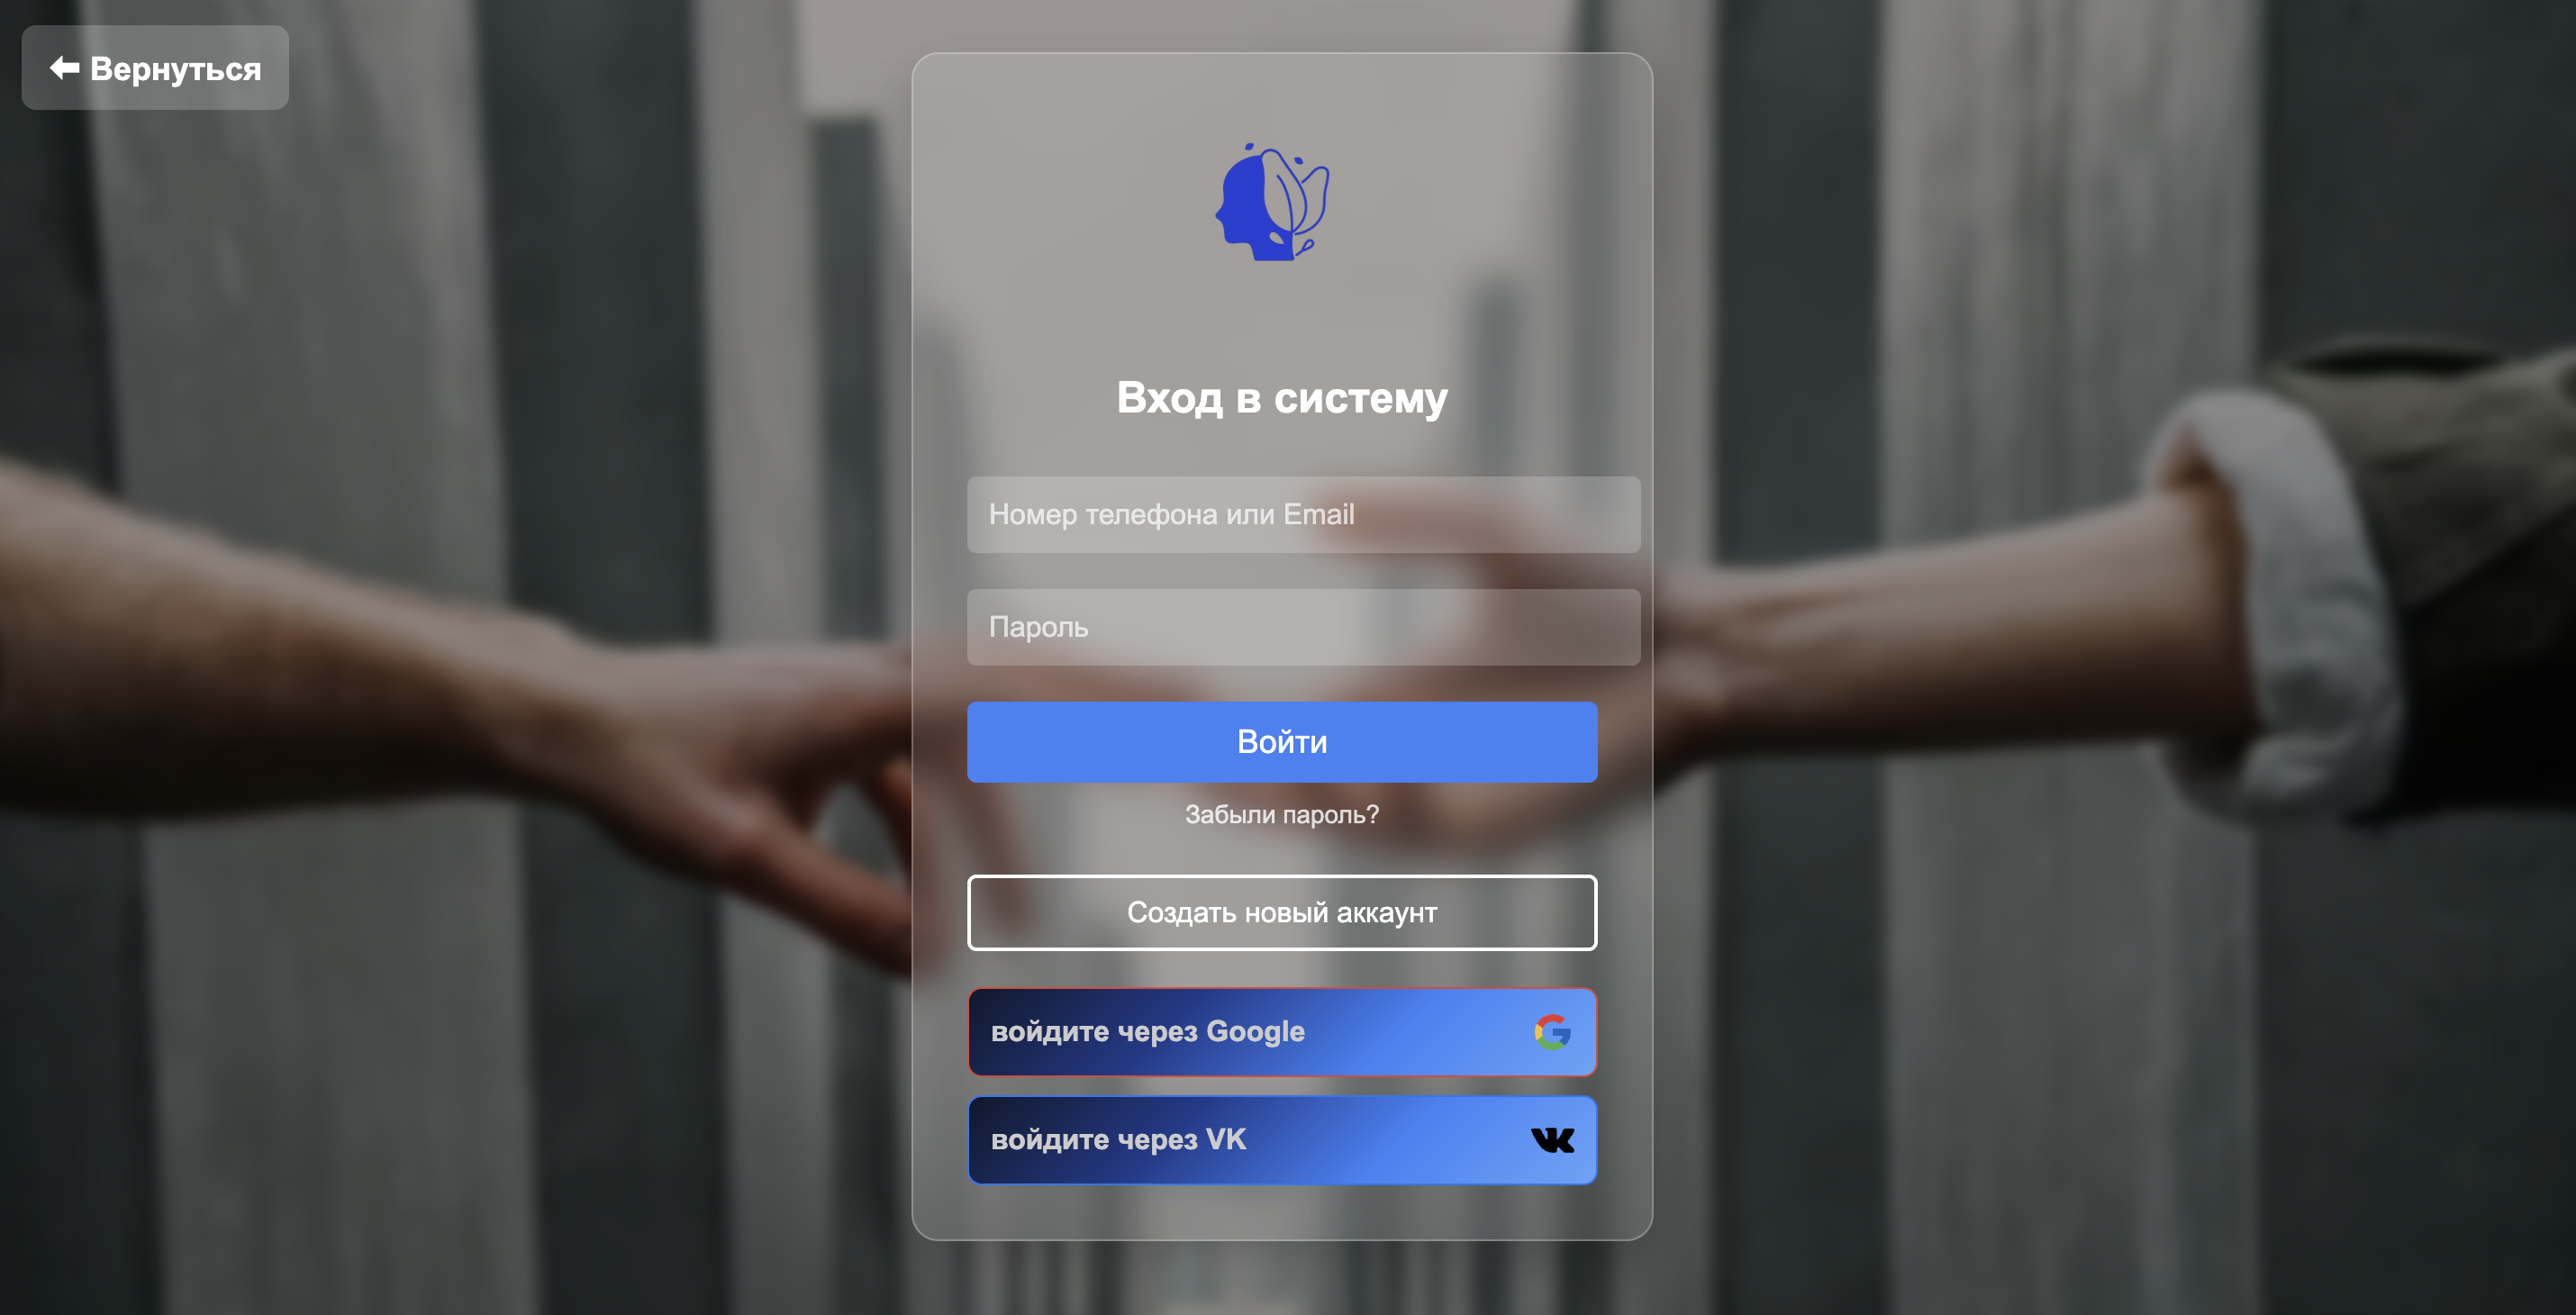 Вернуться
Вход в систему
Номер телефона или Email
Пароль
Войти
Забыли пароль?
Создать новый аккаунт
войдите через Google
войдите через VK